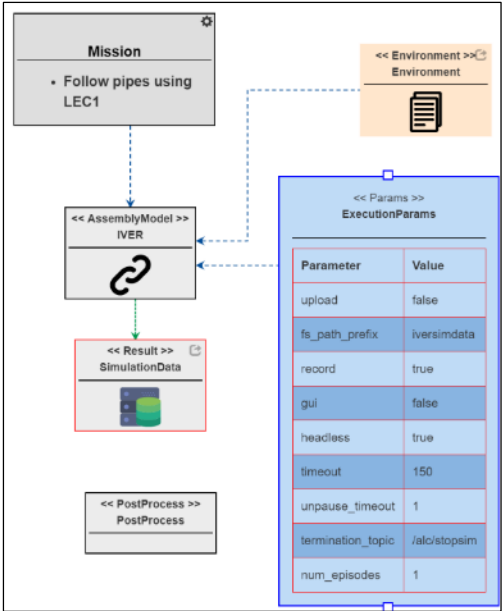 Mission
• Follow pipes using
LEC1
<< Environment >>
Environment
<< AssemblyModel >>
IVER
<< Params >>
ExecutionParams
Parameter Value
upload false
fs_path_prefix iversimdata
record true
gui false
headless true
timeout 150
unpause_timeout 1
termination_topic /alc/stopsim
num_episodes 1
<< Result >>
SimulationData
<< PostProcess >>
PostProcess